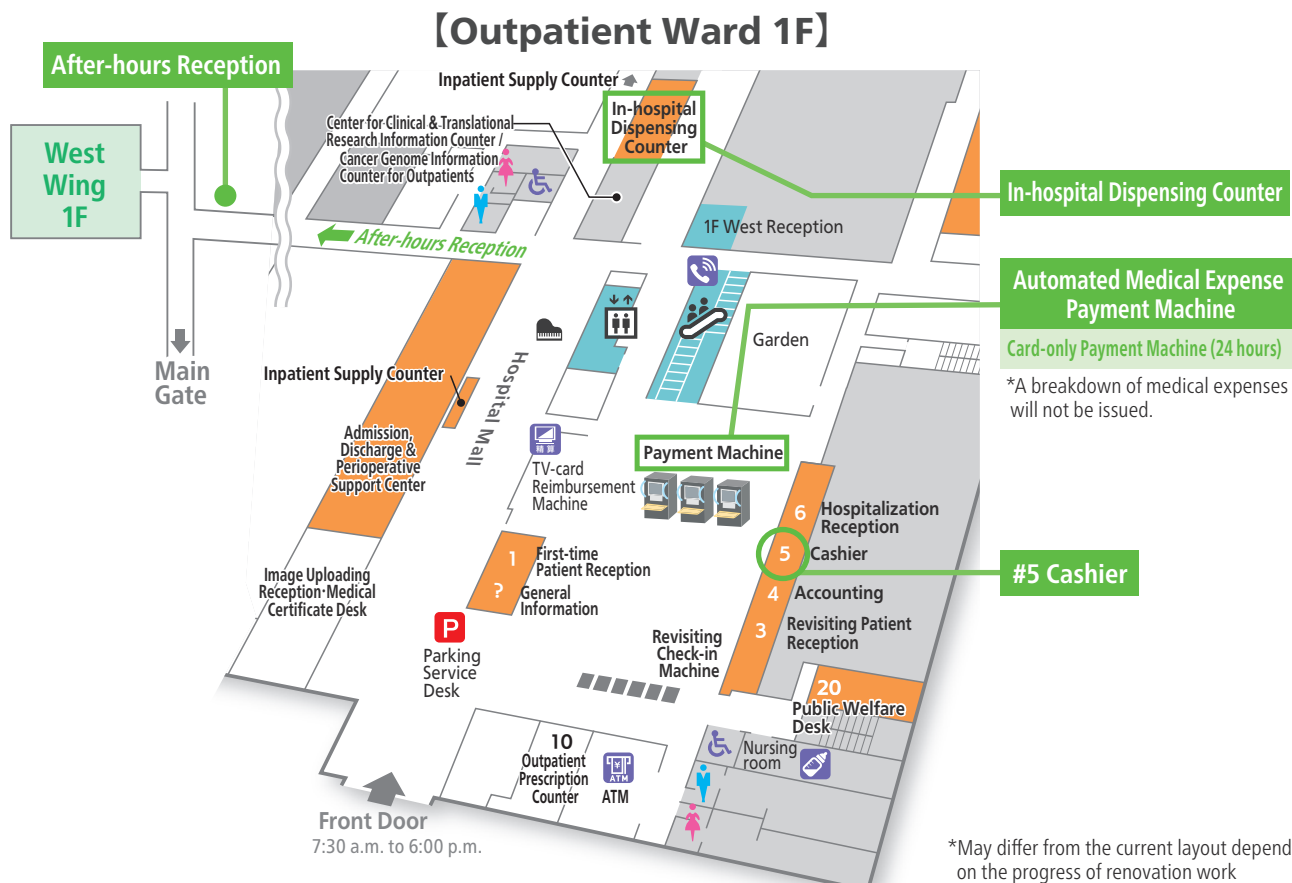 【Outpatient Ward 1F】
After-hours Reception
Inpatient Supply Counter
In-hospital
Dispensing
Counter
Center for Clinical & Translational
Research Information Counter /
Cancer Genome Information
Counter for Outpatients
West
Wing
1F
In-hospital Dispensing Counter
1F West Reception
After-hours Reception
Automated Medical Expense
Payment Machine
Card-only Payment Machine (24 hours)
*A breakdown of medical expenses
will not be issued.
Garden
Main
Gate
Hospital Mall
Inpatient Supply Counter
Admission,
Discharge &
Perioperative
Support Center
精算
TV-card
Reimbursement
Machine
Payment Machine
6
Hospitalization
Reception
5
Cashier
#5 Cashier
1
First-time
Patient Reception
?
General
Information
4
Accounting
3
Revisiting Patient
Reception
Image Uploading
Reception·Medical
Certificate Desk
P
Parking
Service
Desk
Revisiting
Check-in
Machine
20
Public Welfare
Desk
10
Outpatient
Prescription
Counter
¥
ATM
ATM
Nursing
room
Front Door
7:30 a.m. to 6:00 p.m.
*May differ from the current layout depend
on the progress of renovation work